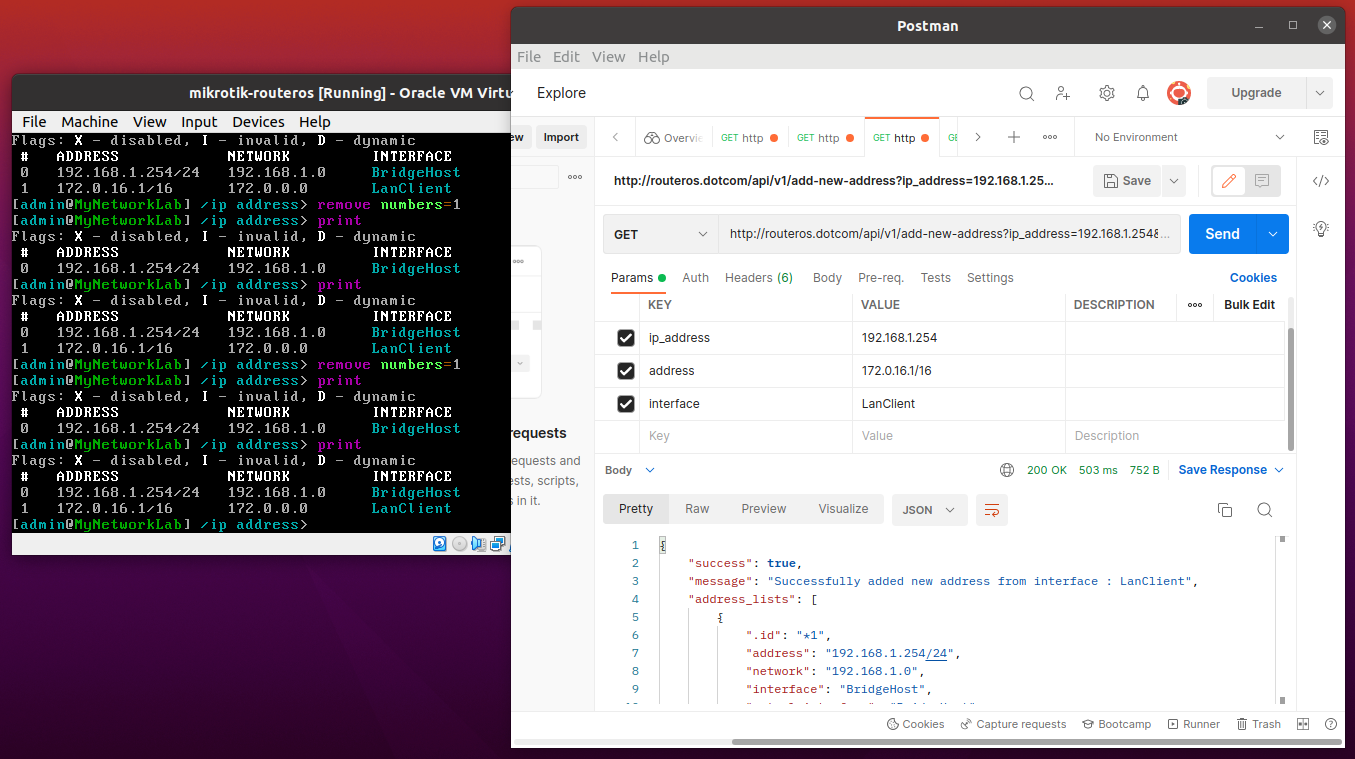 mikrotik-routeros [Running] - Oracle VM Virtu
File Machine View Input Devices Help
Flags: X - disabled, I - invalid, D - dynamic
# ADDRESS NETWORK INTERFACE
0 192.168.1.254/24 192.168.1.0 BridgeHost
1 172.0.16.1/16 172.0.0.0 LanClient
[admin@MyNetworkLab] /ip address> remove numbers=1
[admin@MyNetworkLab] /ip address> print
Flags: X - disabled, I - invalid, D - dynamic
# ADDRESS NETWORK INTERFACE
0 192.168.1.254/24 192.168.1.0 BridgeHost
[admin@MyNetworkLab] /ip address> print
Flags: X - disabled, I - invalid, D - dynamic
# ADDRESS NETWORK INTERFACE
0 192.168.1.254/24 192.168.1.0 BridgeHost
1 172.0.16.1/16 172.0.0.0 LanClient
[admin@MyNetworkLab] /ip address> remove numbers=1
[admin@MyNetworkLab] /ip address> print
Flags: X - disabled, I - invalid, D - dynamic
# ADDRESS NETWORK INTERFACE
0 192.168.1.254/24 192.168.1.0 BridgeHost
[admin@MyNetworkLab] /ip address> print
Flags: X - disabled, I - invalid, D - dynamic
# ADDRESS NETWORK INTERFACE
0 192.168.1.254/24 192.168.1.0 BridgeHost
1 172.0.16.1/16 172.0.0.0 LanClient
[admin@MyNetworkLab] /ip address>
Postman
File Edit View Help
Explore
Upgrade
ew Import
Overvi GET http GET http GET http GE
No Environment
http://routeros.dotcom/api/v1/add-new-address?ip_address=192.168.1.25...
Save
GET http://routeros.dotcom/api/v1/add-new-address?ip_address=192.168.1.254&...
Send
Params Auth Headers (6) Body Pre-req. Tests Settings Cookies
KEY VALUE DESCRIPTION Bulk Edit
ip_address 192.168.1.254
address 172.0.16.1/16
interface LanClient
Key Value Description
requests
equests and
ests, scripts,
s in it.
Body 200 OK 503 ms 752 B Save Response
Pretty Raw Preview Visualize JSON
1 {
2 "success": true,
3 "message": "Successfully added new address from interface : LanClient",
4 "address_lists": [
5 {
6 ".id": "*1",
7 "address": "192.168.1.254/24",
8 "network": "192.168.1.0",
9 "interface": "BridgeHost",
Cookies Capture requests Bootcamp Runner Trash